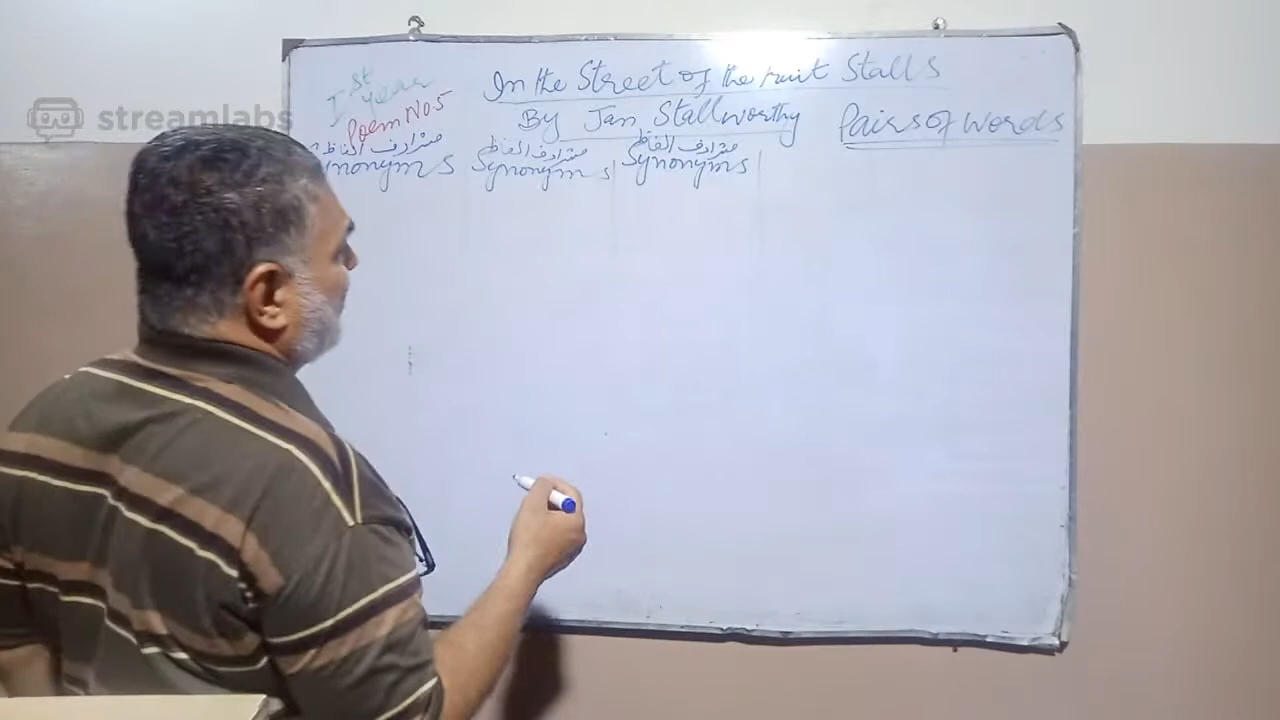 streamlabs
Ist year
Poem No 5
In the Street of the Fruit Stalls
By Jan Stallworthy
Pairs of Words
مترادف الفاظ مترادف الفاظ مترادف الفاظ
Synonyms Synonyms Synonyms